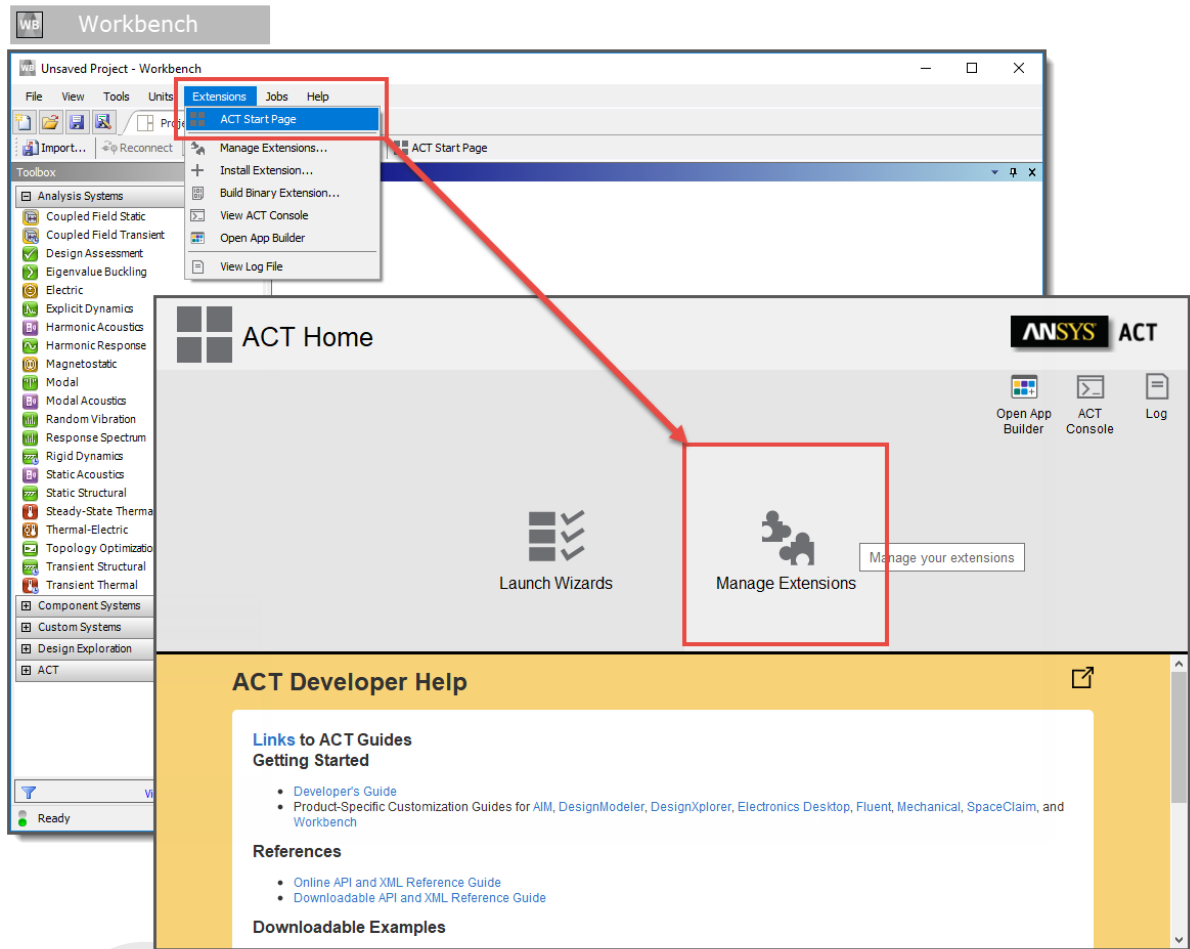 WB Workbench
Unsaved Project - Workbench
File View Tools Units Extensions Jobs Help
ACT Start Page
Import... Reconnect
ACT Start Page
Manage Extensions...
Install Extension...
Build Binary Extension...
View ACT Console
Open App Builder
View Log File
Toolbox
Analysis Systems
Coupled Field Static
Coupled Field Transient
Design Assessment
Eigenvalue Buckling
Electric
Explicit Dynamics
Harmonic Acoustics
Harmonic Response
Magnetostatic
Modal
Modal Acoustics
Random Vibration
Response Spectrum
Rigid Dynamics
Static Acoustics
Static Structural
Steady-State Therma
Thermal-Electric
Topology Optimizatio
Transient Structural
Transient Thermal
Component Systems
Custom Systems
Design Exploration
ACT
Ready
ACT Home
ANSYS ACT
Open App Builder
ACT Console
Log
Launch Wizards
Manage Extensions
Manage your extensions
ACT Developer Help
Links to ACT Guides
Getting Started
Developer's Guide
Product-Specific Customization Guides for AIM, DesignModeler, DesignXplorer, Electronics Desktop, Fluent, Mechanical, SpaceClaim, and
Workbench
References
Online API and XML Reference Guide
Downloadable API and XML Reference Guide
Downloadable Examples